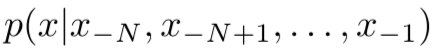 p(x|x_{-N}, x_{-N+1}, \ldots, x_{-1})